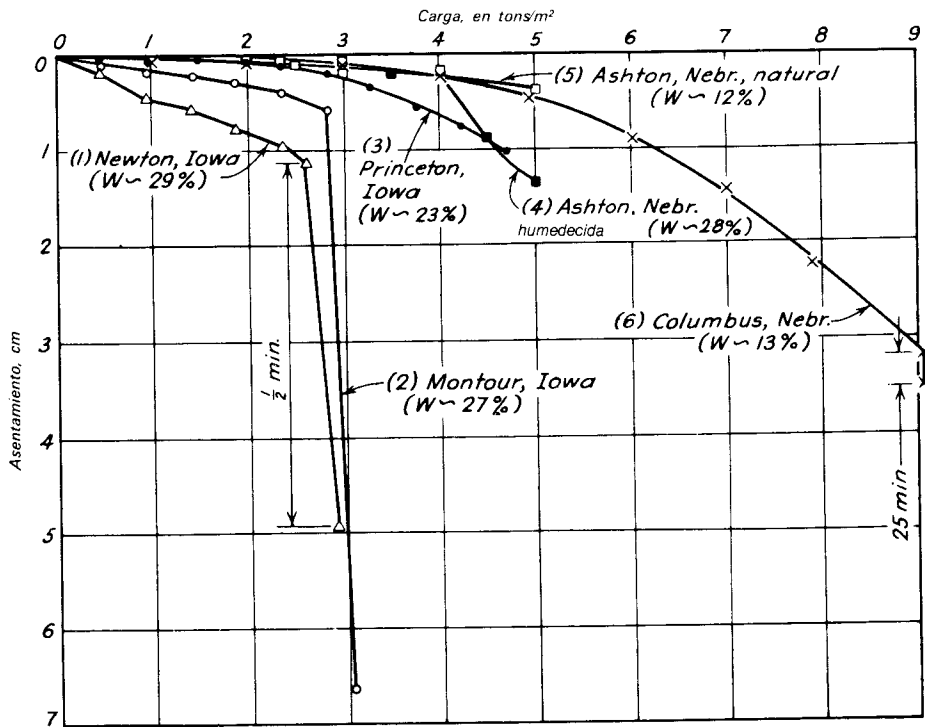 Carga, en tons/m²
0 1 2 3 4 5 6 7 8 9
0
1
2
3
4
5
6
7
Asentamiento, cm
(5) Ashton, Nebr., natural
(W ~ 12%)
(1) Newton, Iowa
(W ~ 29%)
(3)
Princeton,
Iowa
(W ~ 23%)
(4) Ashton, Nebr.
humedecida (W ~ 28%)
(6) Columbus, Nebr.
(W ~ 13%)
½ min.
(2) Montour, Iowa
(W ~ 27%)
25 min